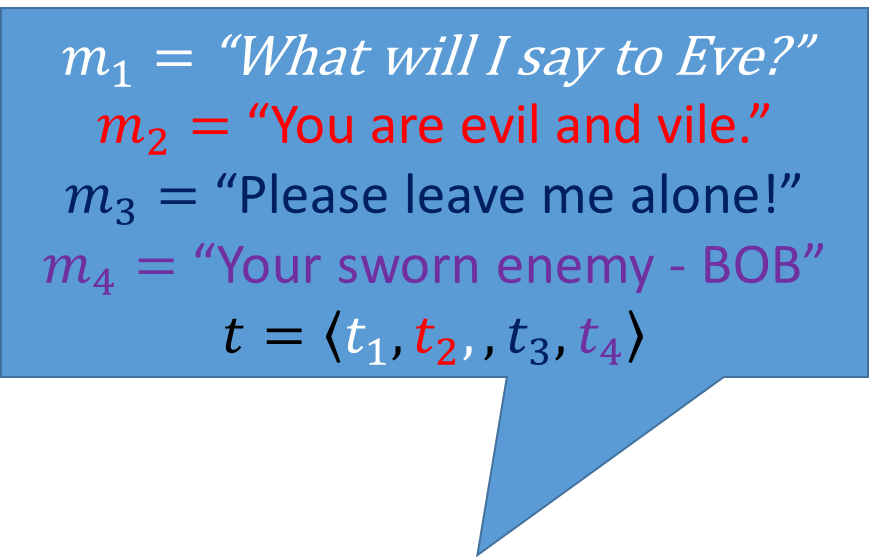 m₁ = “What will I say to Eve?”
m₂ = “You are evil and vile.”
m₃ = “Please leave me alone!”
m₄ = “Your sworn enemy - BOB”
t = ⟨t₁, t₂, , t₃, t₄⟩